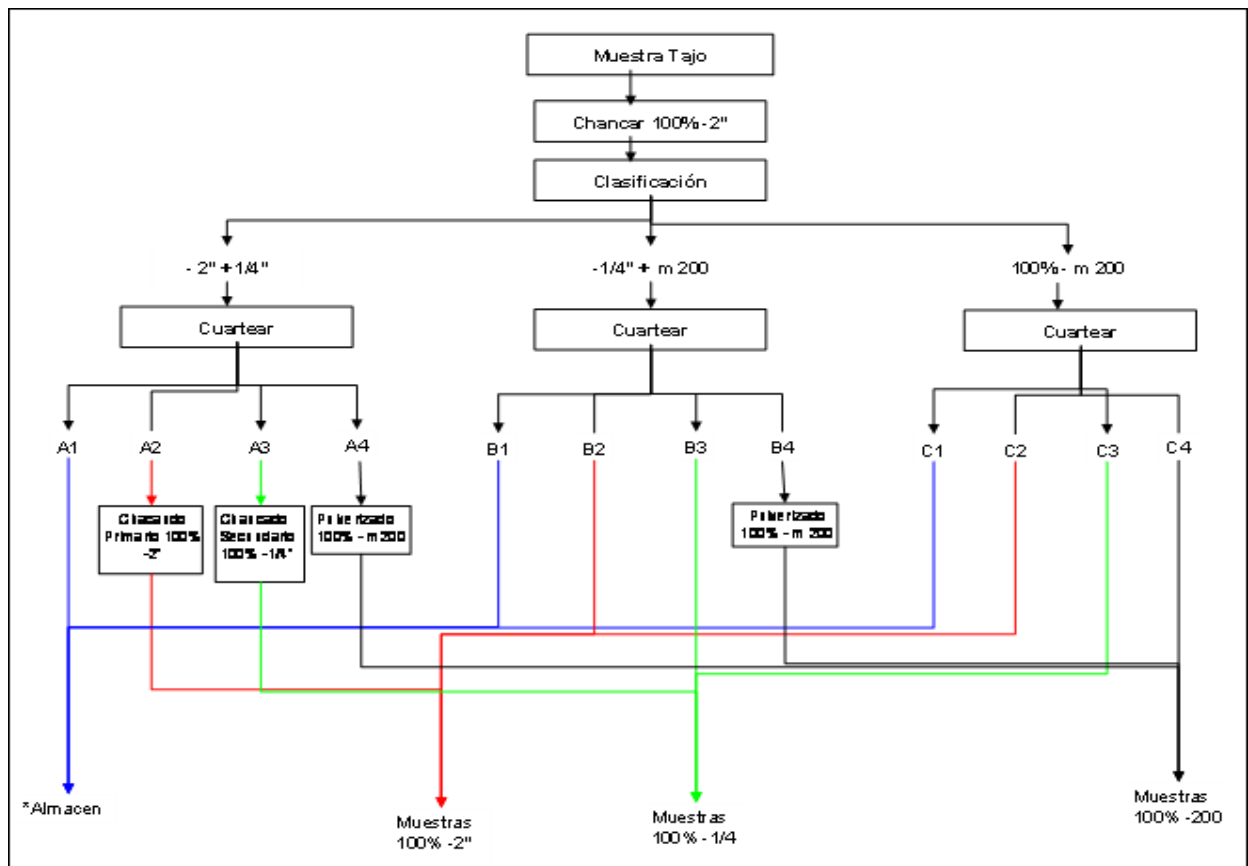 Muestra Tajo
Chancar 100% -2"
Clasificación
- 2" + 1/4"
-1/4" + m 200
100% - m 200
Cuartear
Cuartear
Cuartear
A1
A2
A3
A4
B1
B2
B3
B4
C1
C2
C3
C4
Primario 100%
-2"
Chancado
Secundario
100% -1/4"
Pulverizado
100% - m 200
Pulverizado
100% - m 200
*Almacen
Muestras
100% -2"
Muestras
100% - 1/4
Muestras
100% -200